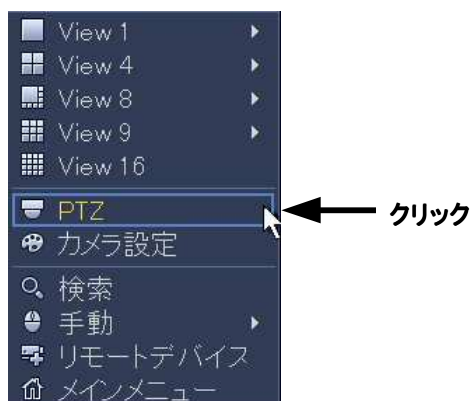 View 1
View 4
View 8
View 9
View 16
PTZ
クリック
カメラ設定
検索
手動
リモートデバイス
メインメニュー